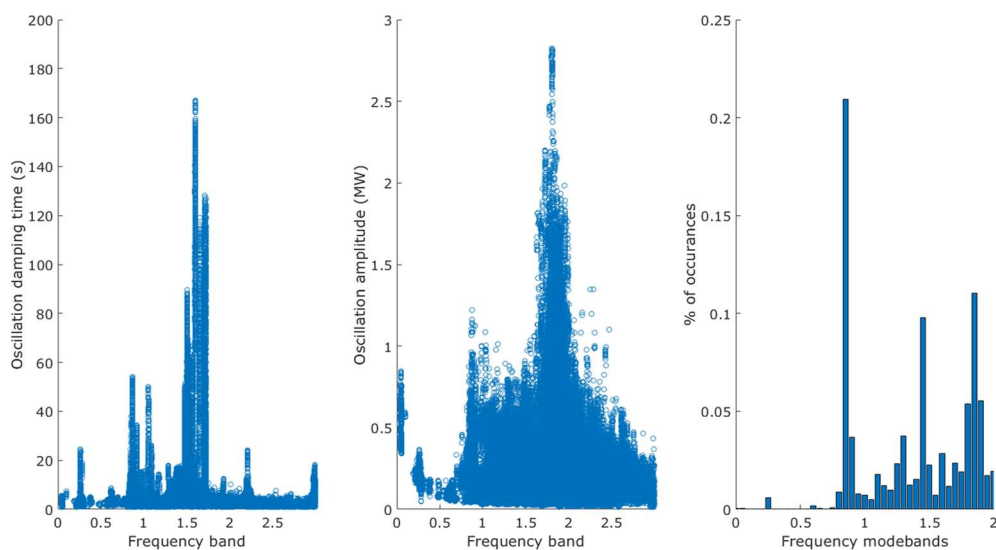 200
180
160
140
120
100
80
60
40
20
0
Oscillation damping time (s)
0 0.5 1 1.5 2 2.5
Frequency band
3
2.5
2
1.5
1
0.5
0
Oscillation amplitude (MW)
0 0.5 1 1.5 2 2.5
Frequency band
0.25
0.2
0.15
0.1
0.05
0
% of occurances
0 0.5 1 1.5 2
Frequency modebands